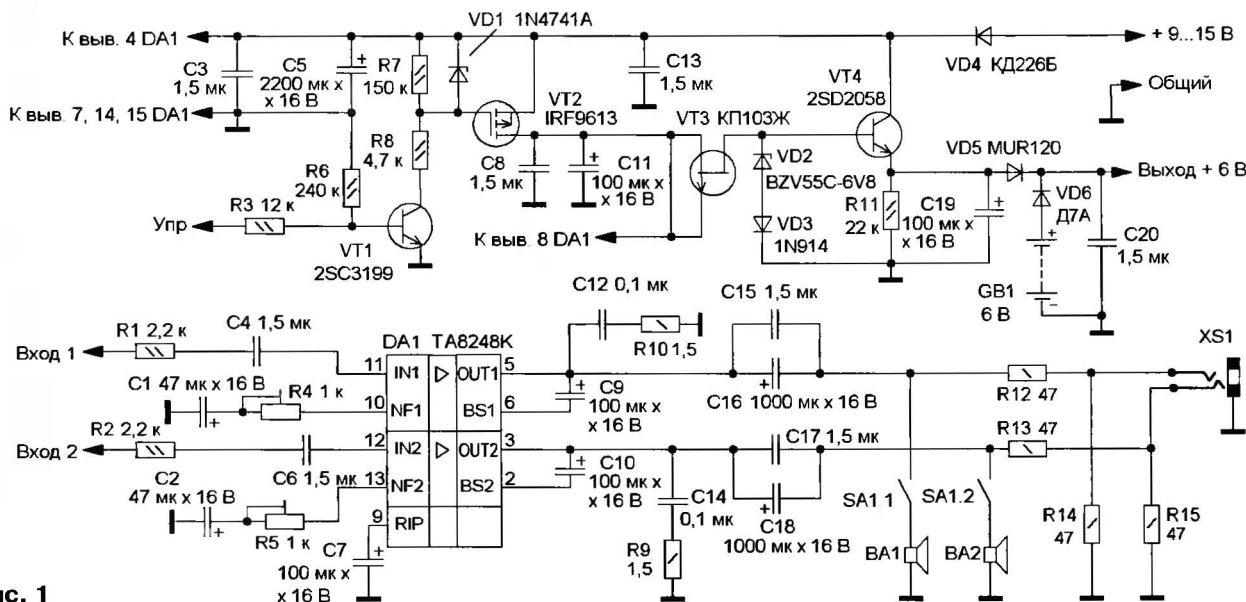 VD1 1N4741A
К выв. 4 DA1
+ 9...15 В
C3
1,5 мк
C5
2200 мк х
х 16 В
R7
150 к
C13
1,5 мк
VD4 КД226Б
VT4
2SD2058
Общий
VT2
IRF9613
К выв. 7, 14, 15 DA1
VT3 КП103Ж
R8
4,7 к
VD5 MUR120
C8
1,5 мк
C11
100 мк х
х 16 В
VD2
BZV55C-6V8
Выход + 6 В
R6
240 к
R11
22 к
C19
100 мк х
х 16 В
VD6
Д7А
Упр
R3 12 к
VD3
1N914
C20
1,5 мк
К выв. 8 DA1
VT1
2SC3199
GB1
6 В
C12 0,1 мк
C15 1,5 мк
XS1
R1 2,2 к
C4 1,5 мк
DA1 TA8248K
R10 1,5
Вход 1
11
IN1
OUT1
5
C1 47 мк х 16 В
R4 1 к
10
NF1
BS1
6
C9
100 мк х
х 16 В
C16 1000 мк х 16 В
R12 47
R2 2,2 к
C17 1,5 мк
R13 47
Вход 2
12
IN2
OUT2
3
C2
47 мк х 16 В
C6 1,5 мк
13
NF2
BS2
2
C10
100 мк х
х 16 В
C14
0,1 мк
C18
1000 мк х 16 В
SA1.1
SA1.2
R14
47
R15
47
R5 1 к
9
RIP
C7
100 мк х
х 16 В
R9
1,5
BA1
BA2
ис. 1